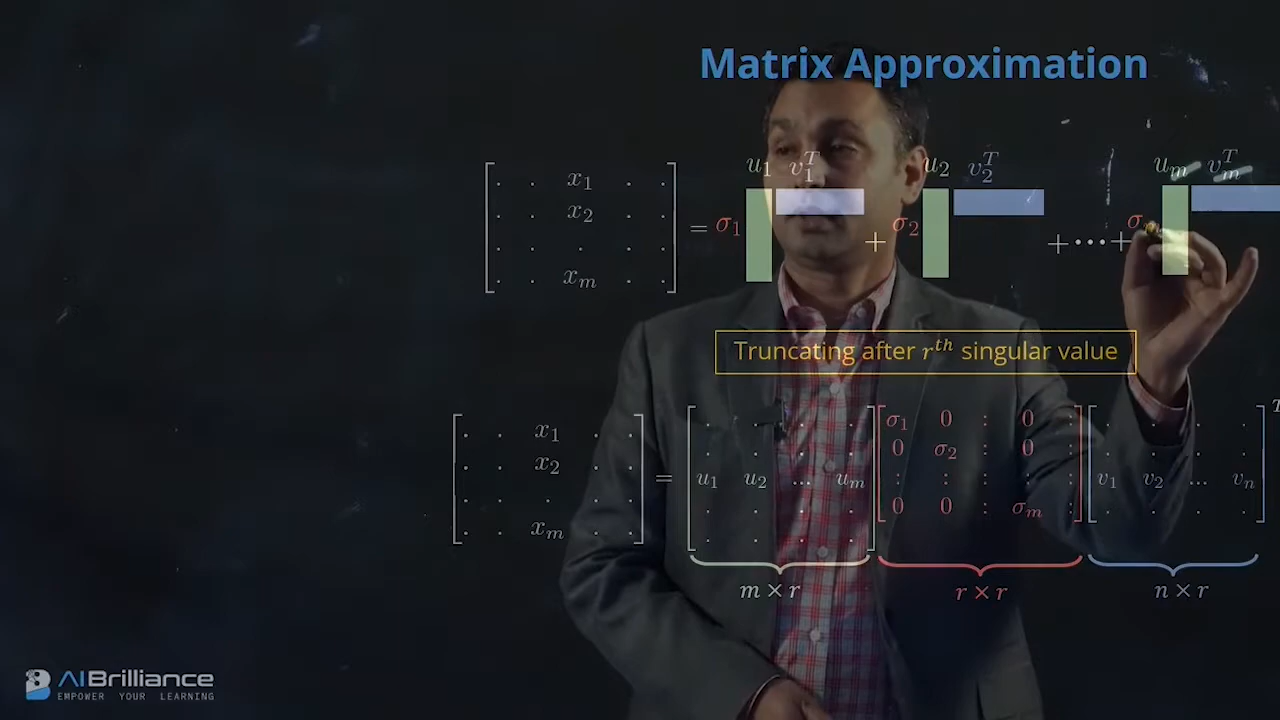 Matrix Approximation
u₁ v₁ᵀ u₂ v₂ᵀ uₘ vₘᵀ
[. . x₁ . .]
[. . x₂ . .] = σ₁ + σ₂ + ⋯ +
[. . . . .]
[. . xₘ . .]
Truncating after rᵗʰ singular value
[. . x₁ . .] [. . . .] [σ₁ 0 : 0 :] [. . . .]ᵀ
[. . x₂ . .] [. . . .] [0 σ₂ : 0 :] [. . . .]
[. . . . .] = [u₁ u₂ ... uₘ] [: : : : :] [v₁ v₂ ... vₙ]
[. . xₘ . .] [. . . .] [0 0 : σₘ :] [. . . .]
m × r r × r n × r
AIBrilliance
EMPOWER YOUR LEARNING